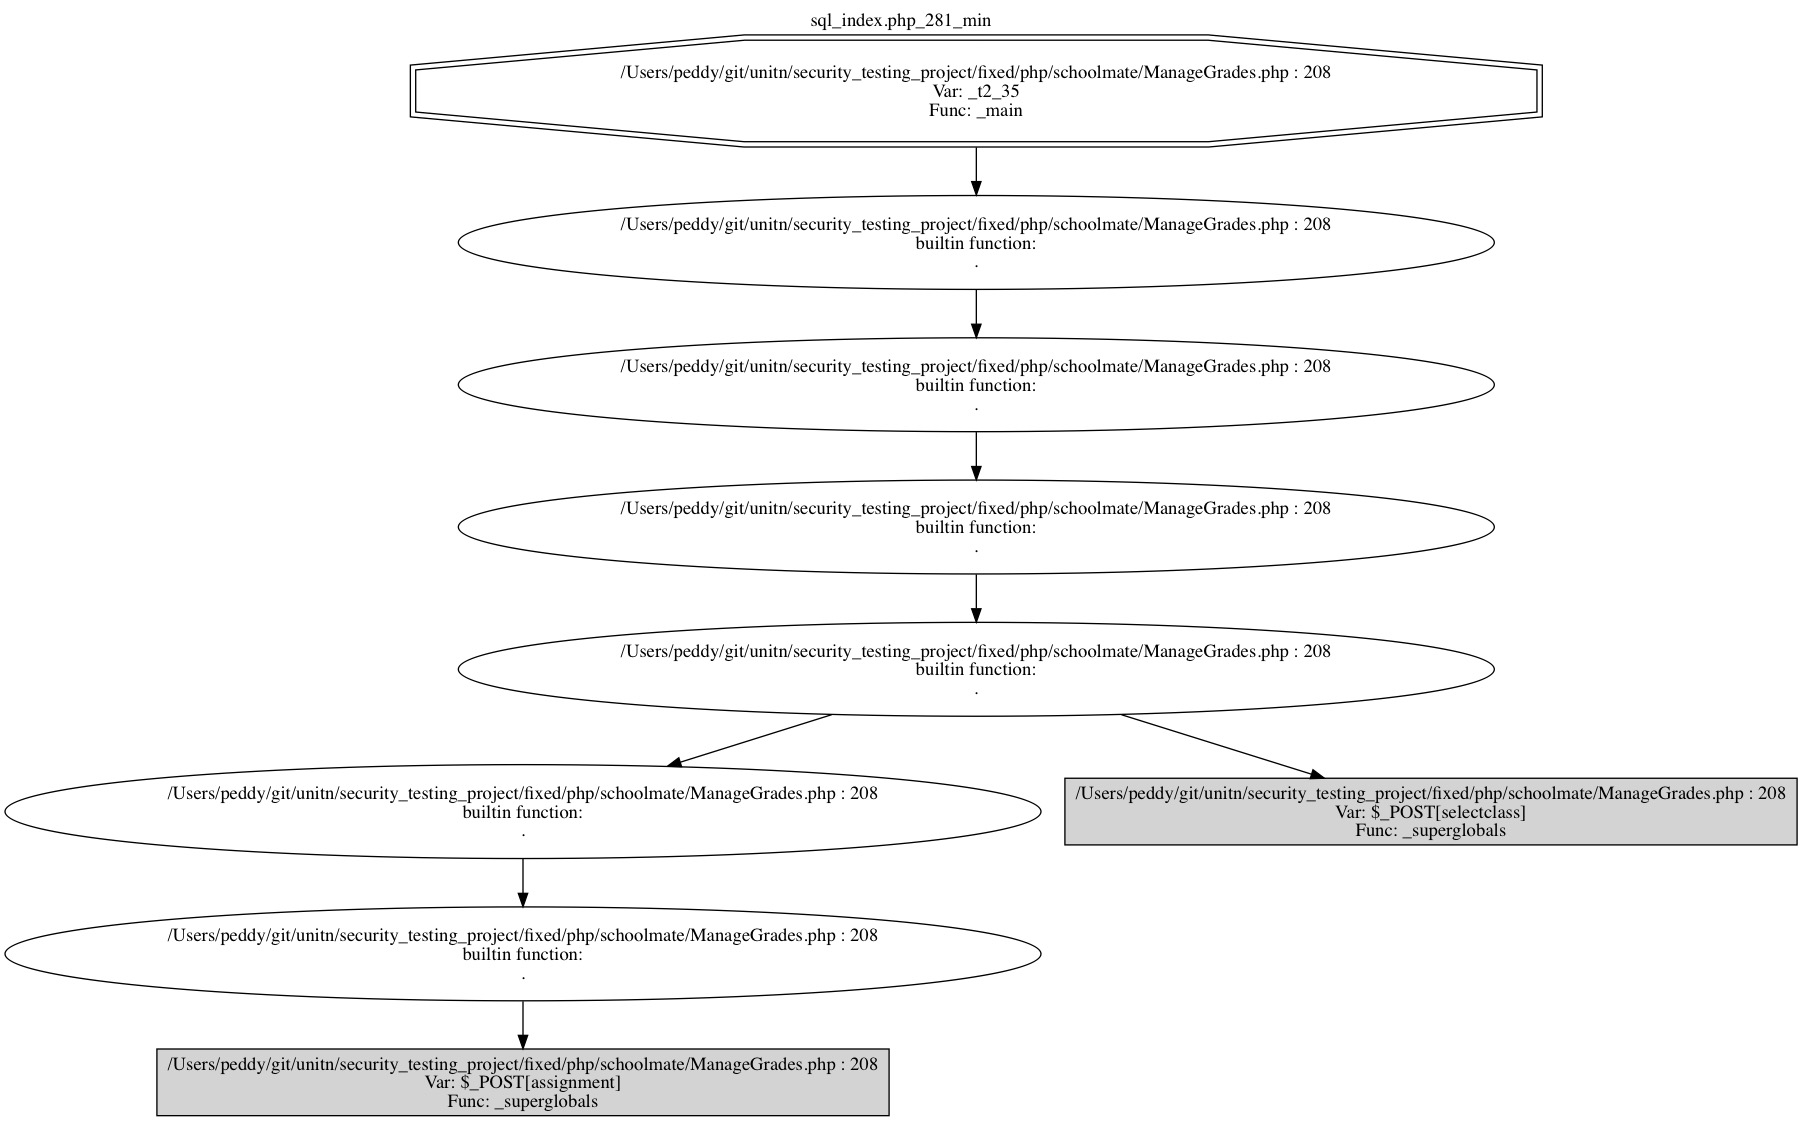 sql_index.php_281_min
/Users/peddy/git/unitn/security_testing_project/fixed/php/schoolmate/ManageGrades.php : 208
Var: _t2_35
Func: _main
/Users/peddy/git/unitn/security_testing_project/fixed/php/schoolmate/ManageGrades.php : 208
builtin function:
.
/Users/peddy/git/unitn/security_testing_project/fixed/php/schoolmate/ManageGrades.php : 208
builtin function:
.
/Users/peddy/git/unitn/security_testing_project/fixed/php/schoolmate/ManageGrades.php : 208
builtin function:
.
/Users/peddy/git/unitn/security_testing_project/fixed/php/schoolmate/ManageGrades.php : 208
builtin function:
.
/Users/peddy/git/unitn/security_testing_project/fixed/php/schoolmate/ManageGrades.php : 208
builtin function:
.
/Users/peddy/git/unitn/security_testing_project/fixed/php/schoolmate/ManageGrades.php : 208
Var: $_POST[selectclass]
Func: _superglobals
/Users/peddy/git/unitn/security_testing_project/fixed/php/schoolmate/ManageGrades.php : 208
builtin function:
.
/Users/peddy/git/unitn/security_testing_project/fixed/php/schoolmate/ManageGrades.php : 208
Var: $_POST[assignment]
Func: _superglobals